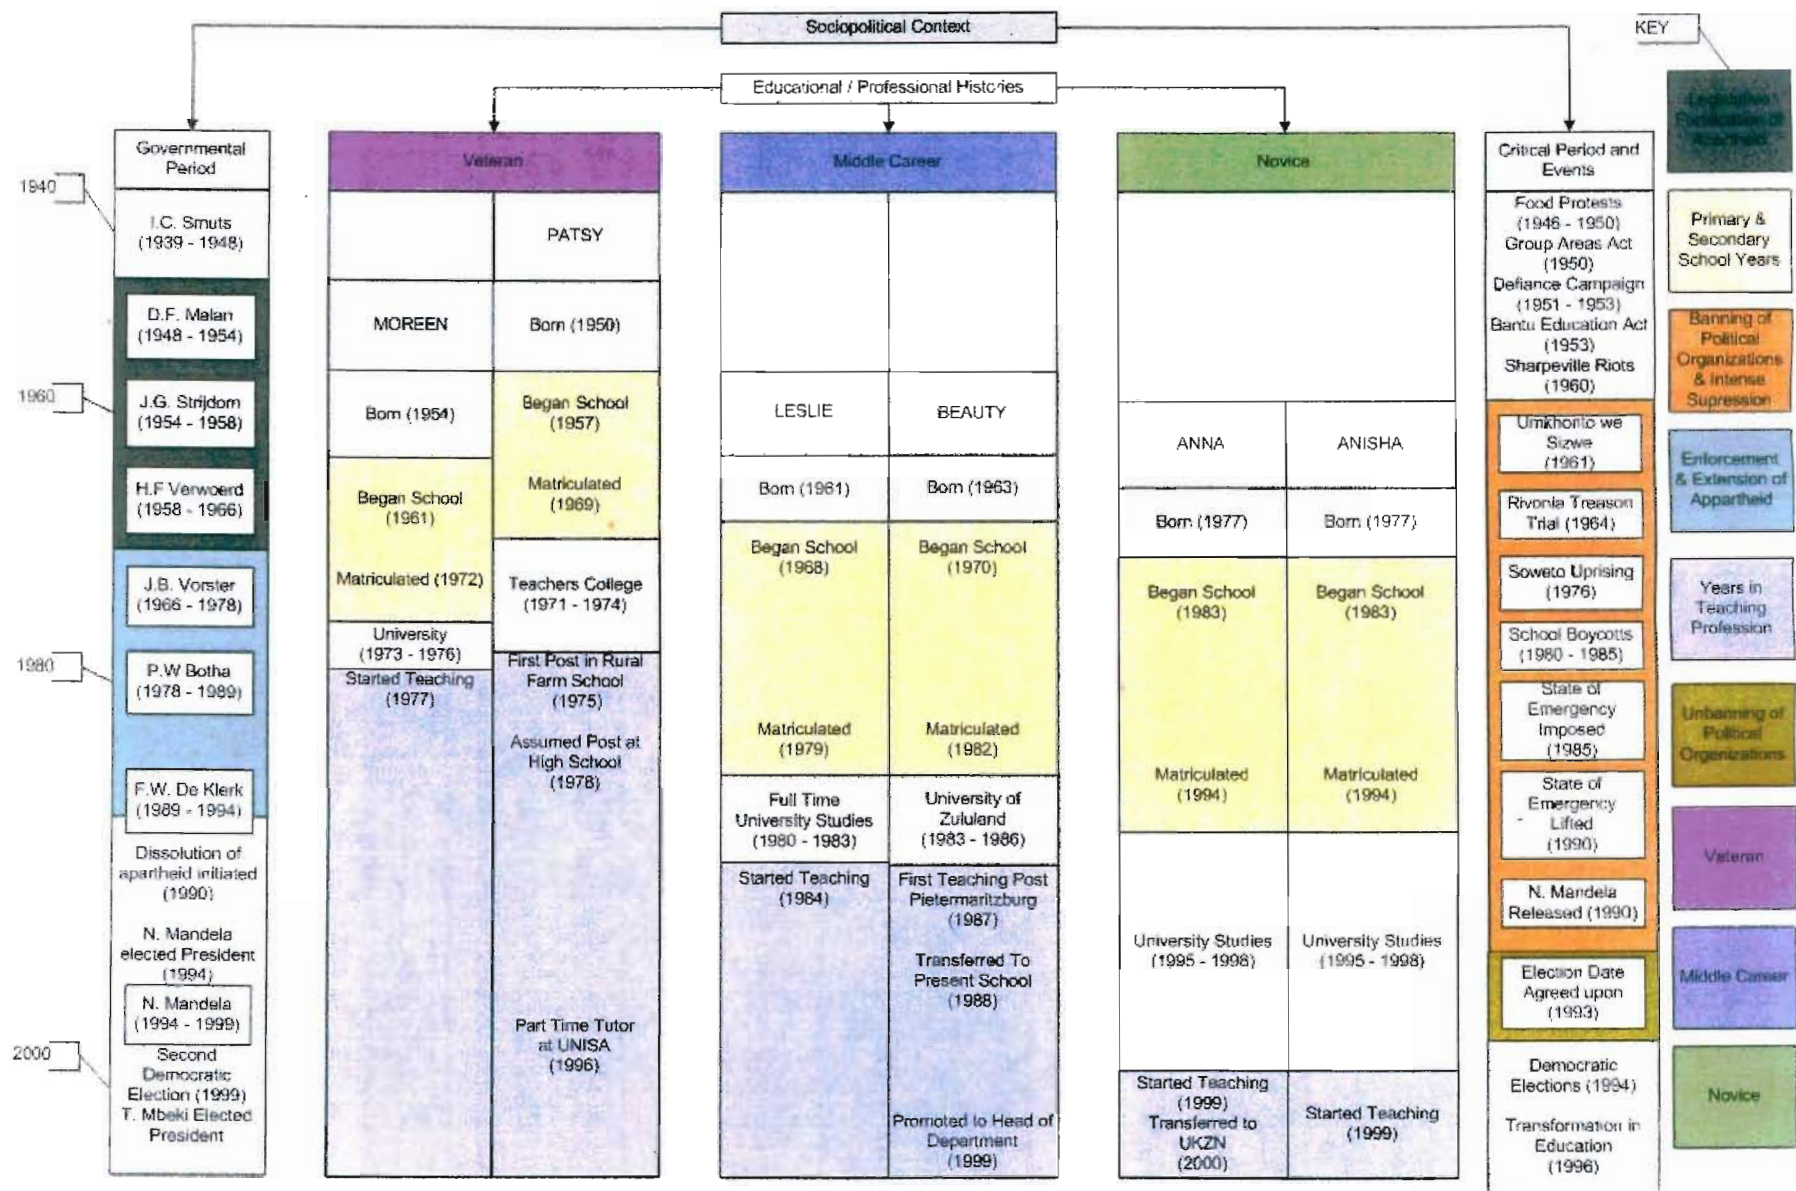 Sociopolitical Context
KEY
Educational / Professional Histories
Governmental
Period
1940
I.C. Smuts
(1939 - 1948)
D.F. Malan
(1948 - 1954)
1960
J.G. Strijdom
(1954 - 1958)
H.F Verwoerd
(1958 - 1966)
J.B. Vorster
(1966 - 1978)
1980
P.W Botha
(1978 - 1989)
F.W. De Klerk
(1989 - 1994)
Dissolution of
apartheid initiated
(1990)
N. Mandela
elected President
(1994)
N. Mandela
(1994 - 1999)
2000
Second
Democratic
Election (1999)
T. Mbeki Elected
President
Veteran
MOREEN
Born (1954)
Began School
(1961)
Matriculated (1972)
University
(1973 - 1976)
Started Teaching
(1977)
PATSY
Born (1950)
Began School
(1957)
Matriculated
(1969)
Teachers College
(1971 - 1974)
First Post in Rural
Farm School
(1975)
Assumed Post at
High School
(1978)
Part Time Tutor
at UNISA
(1996)
Middle Career
LESLIE
Born (1961)
Began School
(1968)
Matriculated
(1979)
Full Time
University Studies
(1980 - 1983)
Started Teaching
(1984)
BEAUTY
Born (1963)
Began School
(1970)
Matriculated
(1982)
University of
Zululand
(1983 - 1986)
First Teaching Post
Pietermaritzburg
(1987)
Transferred To
Present School
(1988)
Promoted to Head of
Department
(1999)
Novice
ANNA
Born (1977)
Began School
(1983)
Matriculated
(1994)
University Studies
(1995 - 1998)
Started Teaching
(1999)
Transferred to
UKZN
(2000)
ANISHA
Born (1977)
Began School
(1983)
Matriculated
(1994)
University Studies
(1995 - 1998)
Started Teaching
(1999)
Critical Period and
Events
Food Protests
(1946 - 1950)
Group Areas Act
(1950)
Defiance Campaign
(1951 - 1953)
Bantu Education Act
(1953)
Sharpeville Riots
(1960)
Umkhonto we
Sizwe
(1961)
Rivonia Treason
Trial (1964)
Soweto Uprising
(1976)
School Boycotts
(1980 - 1985)
State of
Emergency
Imposed
(1985)
State of
Emergency
Lifted
(1990)
N. Mandela
Released (1990)
Election Date
Agreed upon
(1993)
Democratic
Elections (1994)
Transformation in
Education
(1996)
Legislative
of
Apartheid
Primary &
Secondary
School Years
Banning of
Political
Organizations
& Intense
Supression
Enforcement
& Extension of
Appartheid
Years in
Teaching
Profession
Unbanning of
Political
Organizations
Veteran
Middle Career
Novice